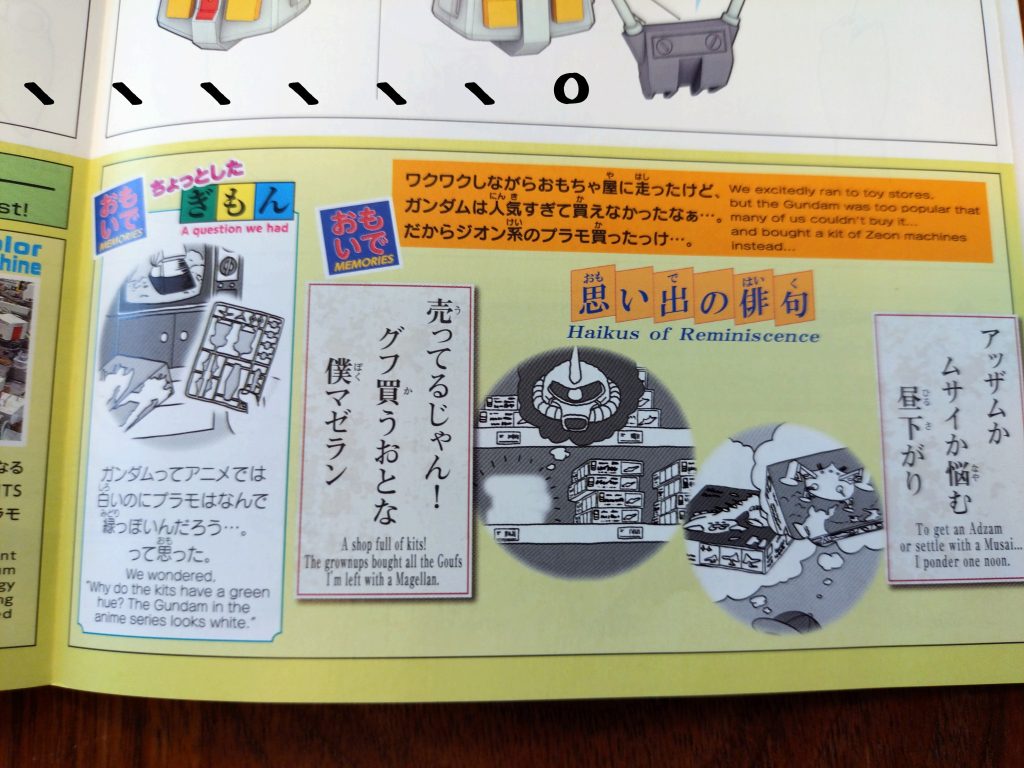 \ \ \ \ \ \ o
st!
olor
chine
なる
ITS
ラモ
おも
いで
MEMORIES
ちょっとした
ぎもん
A question we had
ガンダムってアニメでは
白いのにプラモはなんで
緑っぽいんだろう…。
って思った。
We wondered,
"Why do the kits have a green
hue? The Gundam in the
anime series looks white."
おも
いで
MEMORIES
ワクワクしながらおもちゃ屋に走ったけど、
ガンダムは人気すぎて買えなかったなぁ…。
だからジオン系のプラモ買ったっけ…。
We excitedly ran to toy stores,
but the Gundam was too popular that
many of us couldn't buy it...
and bought a kit of Zeon machines
instead...
思い出の俳句
Haikus of Reminiscence
売ってるじゃん!
グフ買うおとな
僕マゼラン
A shop full of kits!
The grownups bought all the Goufs
I'm left with a Magellan.
アッザムか
ムサイか悩む
昼下がり
To get an Adzam
or settle with a Musai...
I ponder one noon.